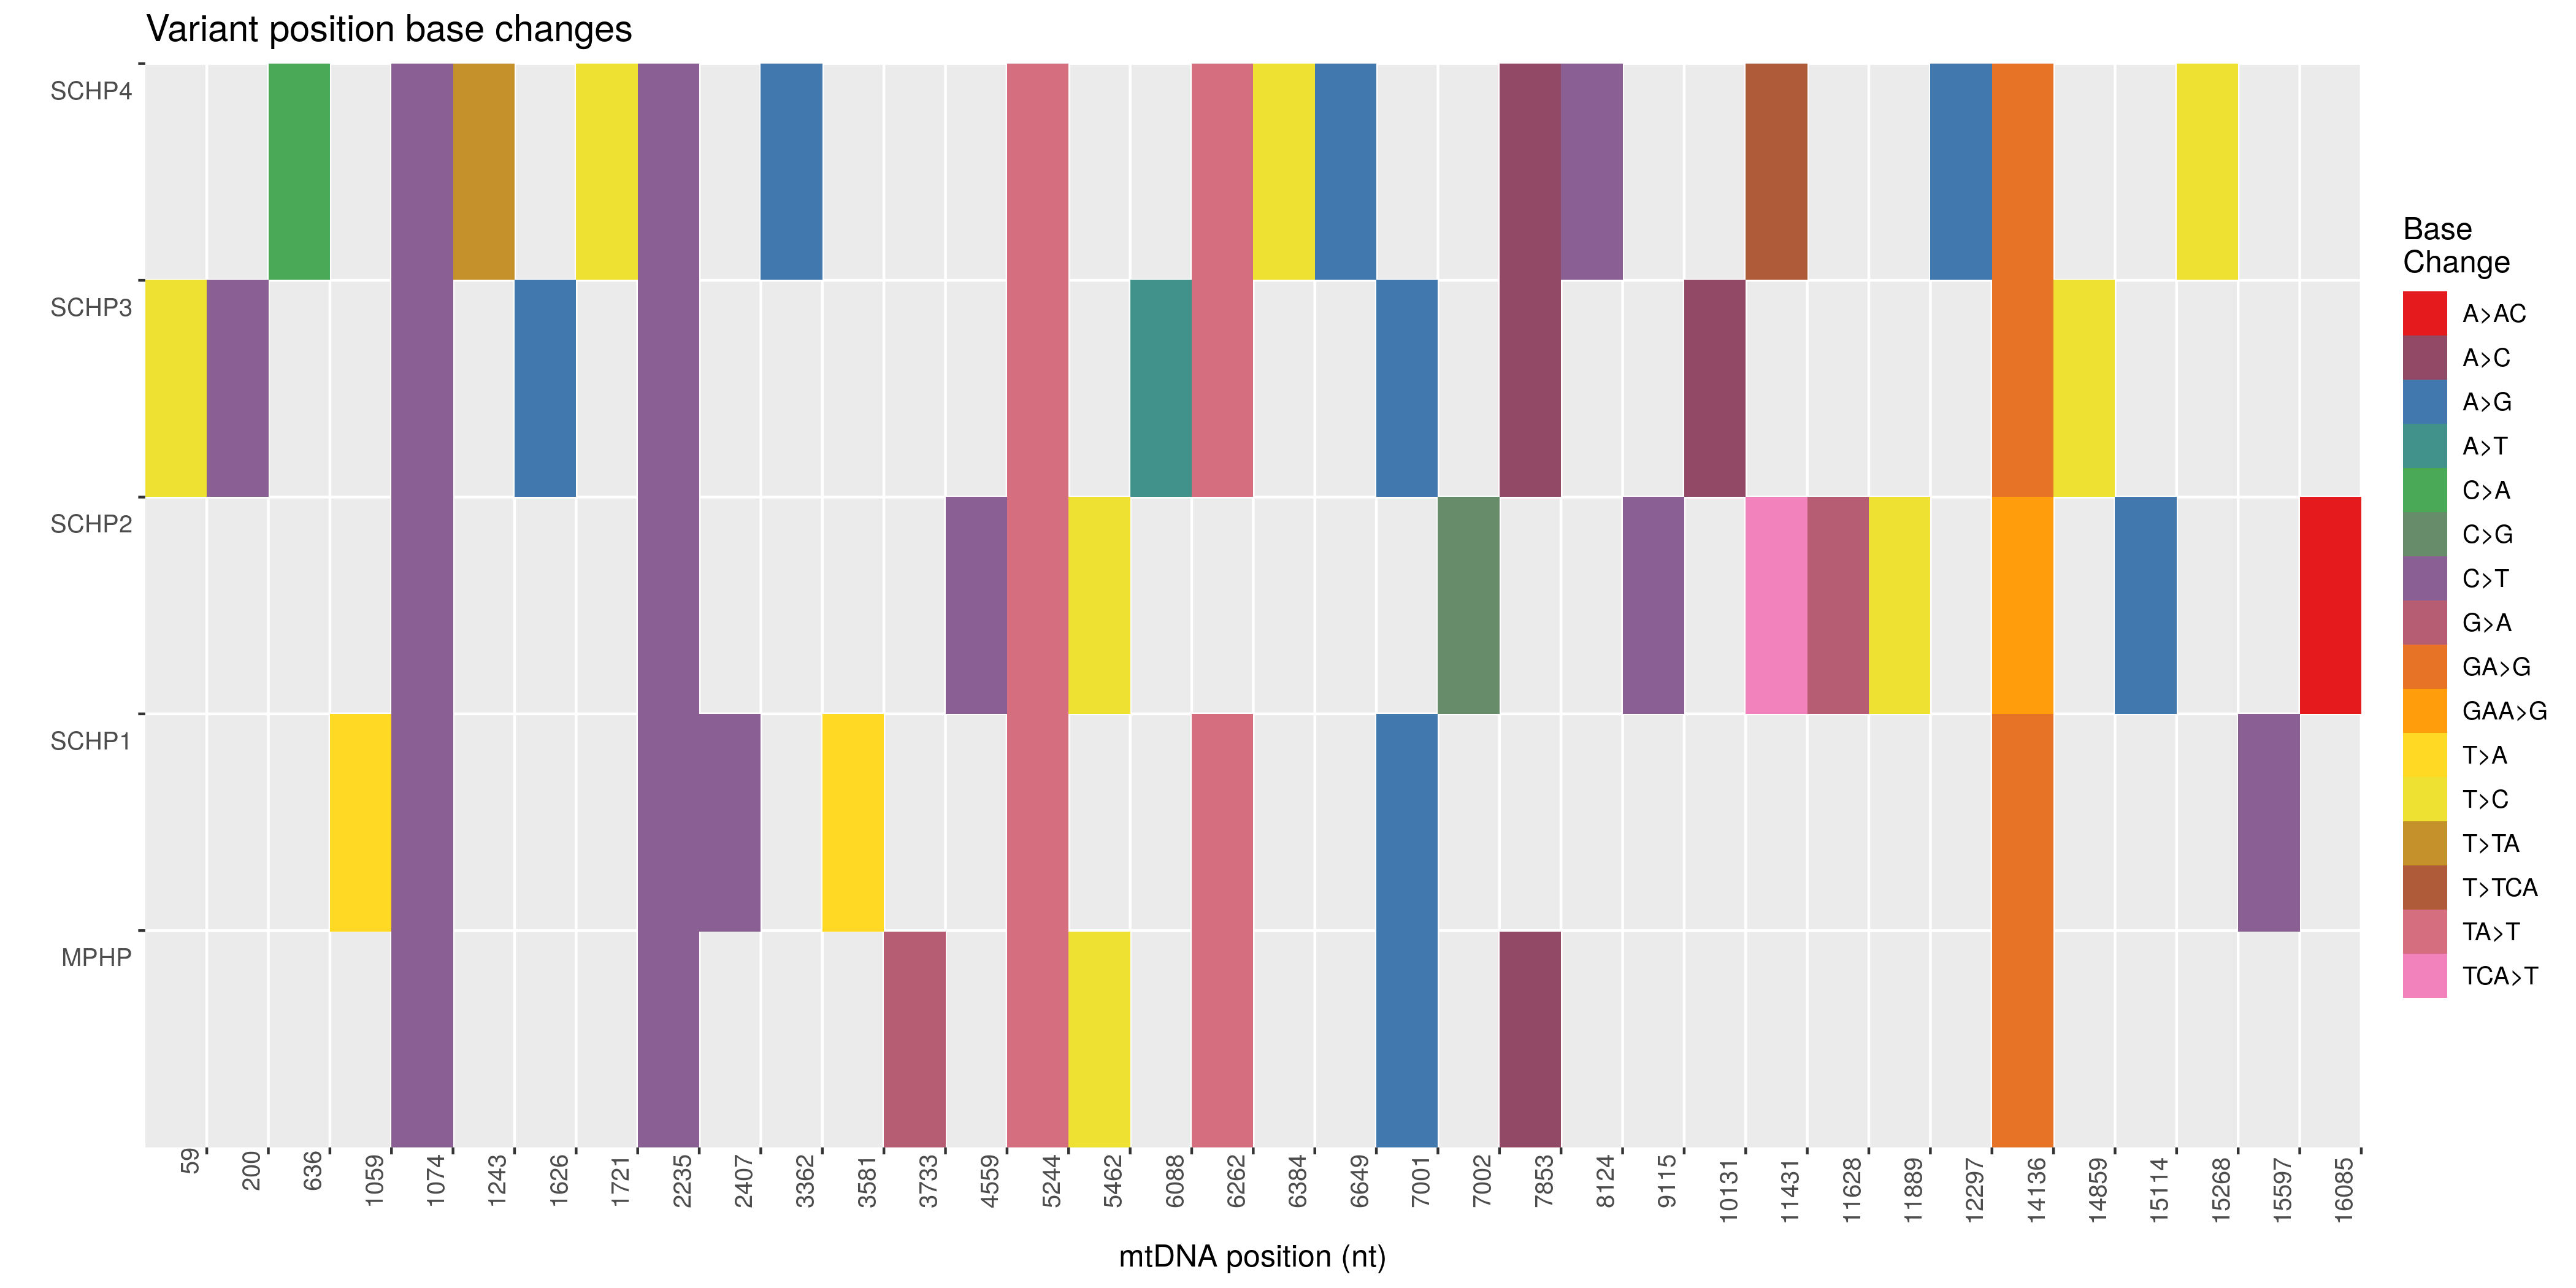 Variant position base changes
SCHP4
SCHP3
SCHP2
SCHP1
MPHP
59
200
636
1059
1074
1243
1626
1721
2235
2407
3362
3581
3733
4559
5244
5462
6088
6262
6384
6649
7001
7002
7853
8124
9115
10131
11431
11628
11889
12297
14136
14859
15114
15268
15597
16085
mtDNA position (nt)
Base
Change
A>AC
A>C
A>G
A>T
C>A
C>G
C>T
G>A
GA>G
GAA>G
T>A
T>C
T>TA
T>TCA
TA>T
TCA>T